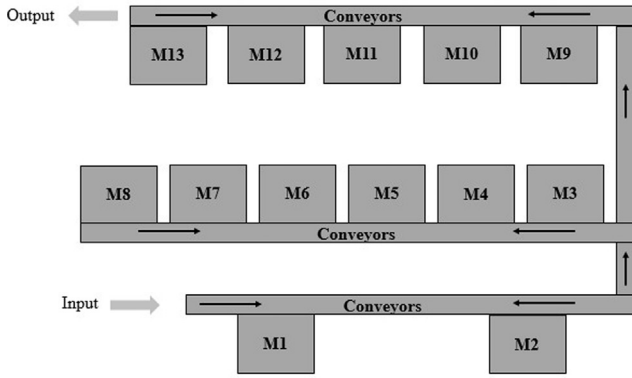 Output
Conveyors
M13 M12 M11 M10 M9
M8 M7 M6 M5 M4 M3
Conveyors
Input
Conveyors
M1 M2